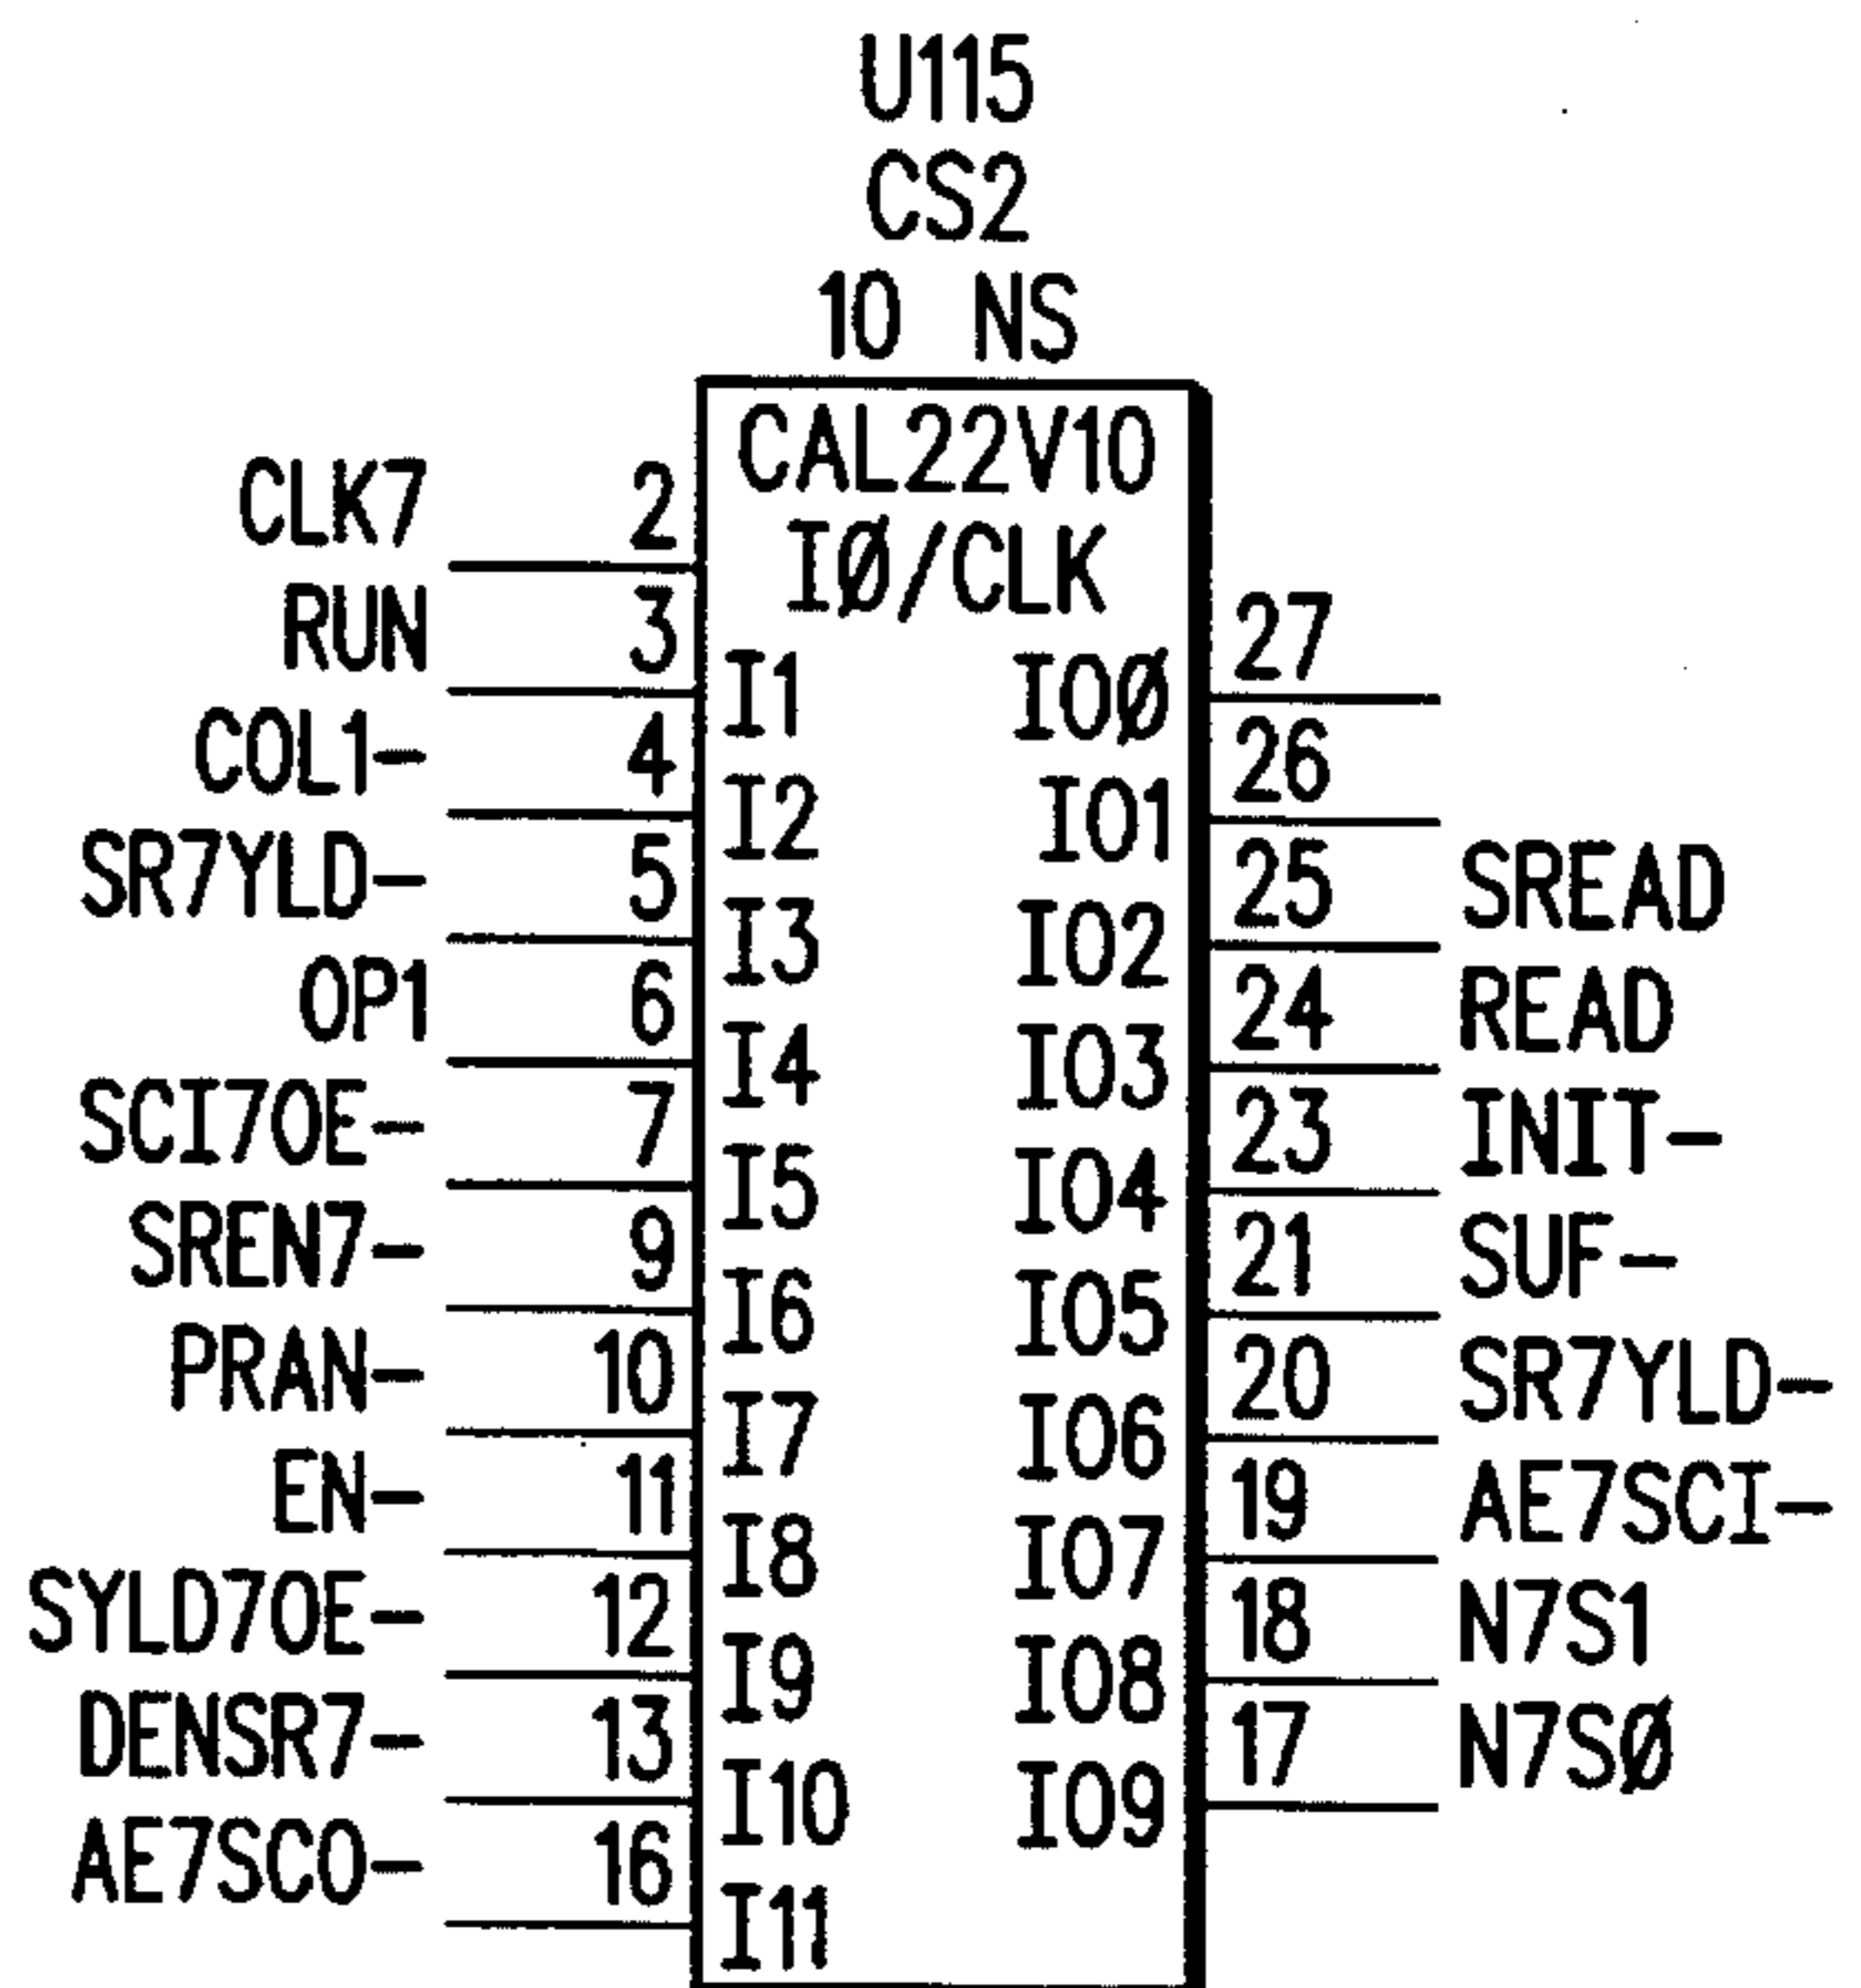 U115
CS2
10 NS
CAL22V10
CLK7 2 IØ/CLK
RUN 3 I1 IOØ 27
COL1- 4 I2 IO1 26
SR7YLD- 5 I3 IO2 25 SREAD
OP1 6 I4 IO3 24 READ
SCI7OE- 7 I5 IO4 23 INIT-
SREN7- 9 I6 IO5 21 SUF-
PRAN- 10 I7 IO6 20 SR7YLD-
EN- 11 I8 IO7 19 AE7SCI-
SYLD7OE- 12 I9 IO8 18 N7S1
DENSR7- 13 I10 IO9 17 N7SØ
AE7SCO- 16 I11